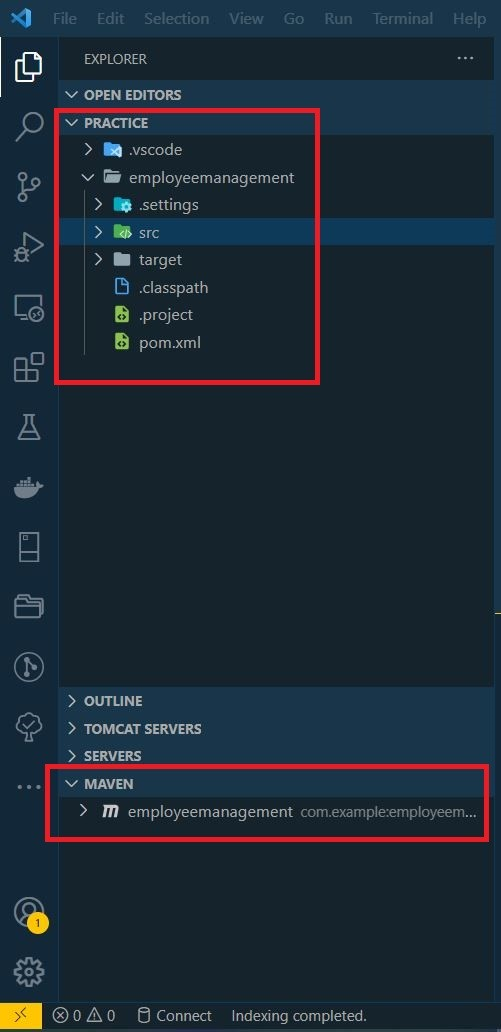 File Edit Selection View Go Run Terminal Help
EXPLORER
OPEN EDITORS
PRACTICE
.vscode
employeemanagement
.settings
src
target
.classpath
.project
pom.xml
OUTLINE
TOMCAT SERVERS
SERVERS
MAVEN
m employeemanagement com.example:employeem...
1
0 0 Connect Indexing completed.